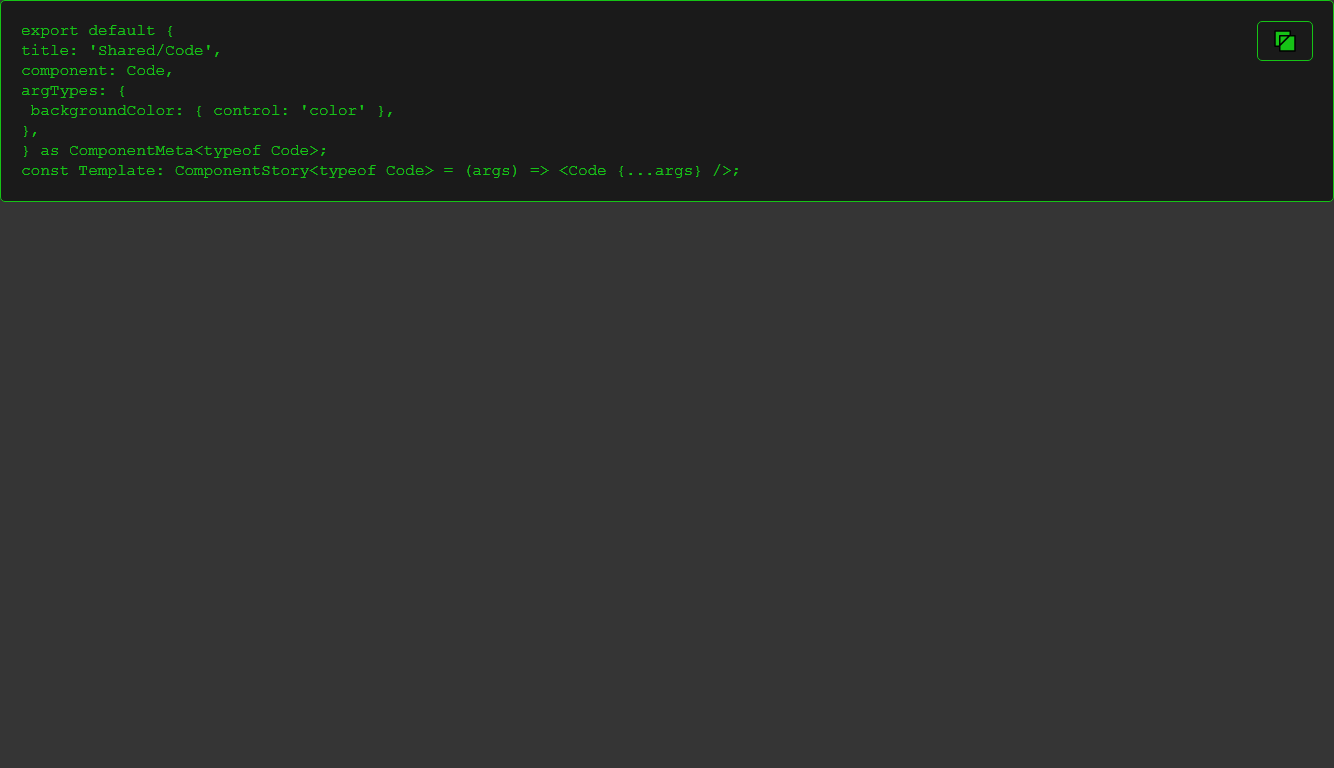 export default {
title: 'Shared/Code',
component: Code,
argTypes: {
 backgroundColor: { control: 'color' },
},
} as ComponentMeta<typeof Code>;
const Template: ComponentStory<typeof Code> = (args) => <Code {...args} />;